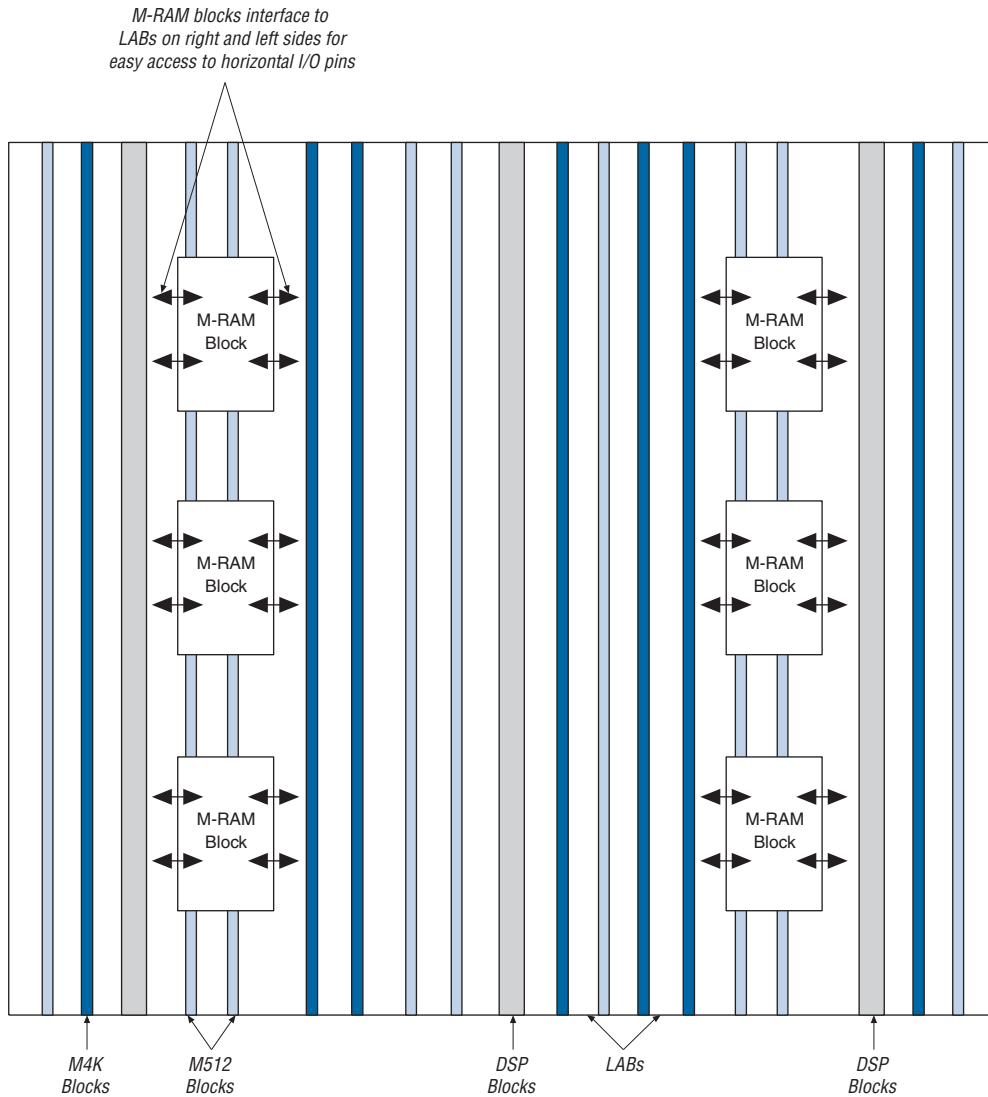 M-RAM blocks interface to
LABs on right and left sides for
easy access to horizontal I/O pins
M-RAM
Block
M-RAM
Block
M-RAM
Block
M-RAM
Block
M-RAM
Block
M-RAM
Block
M4K
Blocks
M512
Blocks
DSP
Blocks
LABs
DSP
Blocks